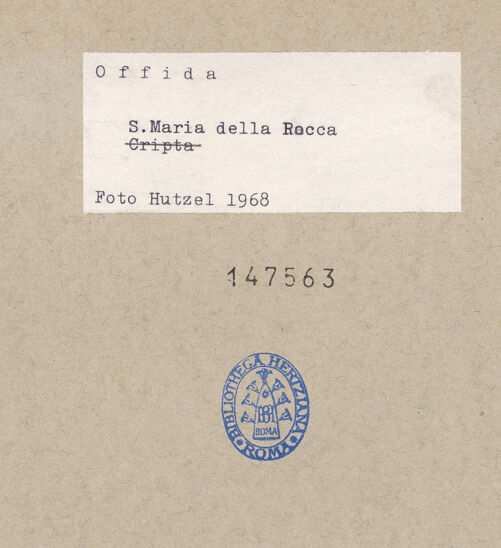 O f f i d a
S.Maria della Rocca
Cripta
Foto Hutzel 1968
147563
BIBLIOTHECA HERTZIANA
ROMA
* ROMA *